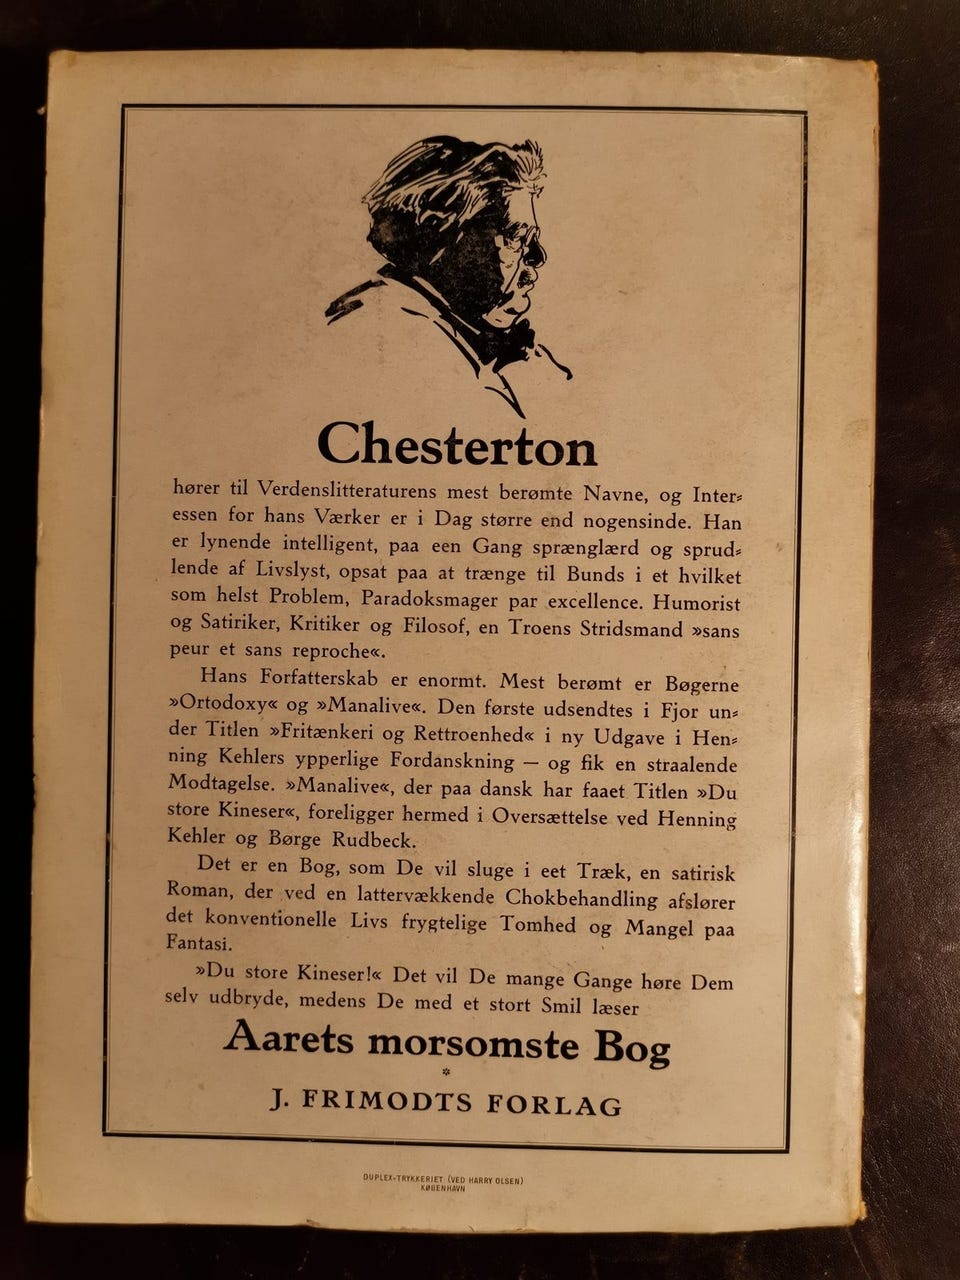 Chesterton
hører til Verdenslitteraturens mest berømte Navne, og Inter⸗
essen for hans Værker er i Dag større end nogensinde. Han
er lynende intelligent, paa een Gang sprænglærd og sprud⸗
lende af Livslyst, opsat paa at trænge til Bunds i et hvilket
som helst Problem, Paradoksmager par excellence. Humorist
og Satiriker, Kritiker og Filosof, en Troens Stridsmand »sans
peur et sans reproche«.
Hans Forfatterskab er enormt. Mest berømt er Bøgerne
»Ortodoxy« og »Manalive«. Den første udsendtes i Fjor un⸗
der Titlen »Fritænkeri og Rettroenhed« i ny Udgave i Hen⸗
ning Kehlers ypperlige Fordanskning — og fik en straalende
Modtagelse. »Manalive«, der paa dansk har faaet Titlen »Du
store Kineser«, foreligger hermed i Oversættelse ved Henning
Kehler og Børge Rudbeck.
Det er en Bog, som De vil sluge i eet Træk, en satirisk
Roman, der ved en lattervækkende Chokbehandling afslører
det konventionelle Livs frygtelige Tomhed og Mangel paa
Fantasi.
»Du store Kineser!« Det vil De mange Gange høre Dem
selv udbryde, medens De med et stort Smil læser
Aarets morsomste Bog
*
J. FRIMODTS FORLAG
DUPLEX-TRYKKERIET (VED HARRY OLSEN)
KØBENHAVN